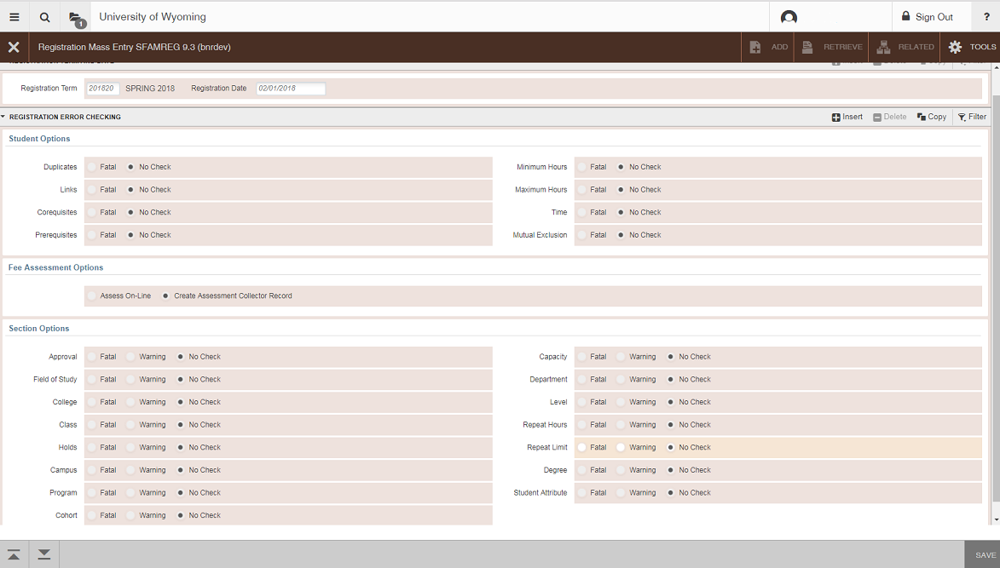 University of Wyoming Sign Out ?
1
Registration Mass Entry SFAMREG 9.3 (bnrdev) ADD RETRIEVE RELATED TOOLS
Registration Term 201820 SPRING 2018 Registration Date 02/01/2018
REGISTRATION ERROR CHECKING Insert Delete Copy Filter
Student Options
Duplicates Fatal No Check Minimum Hours Fatal No Check
Links Fatal No Check Maximum Hours Fatal No Check
Corequisites Fatal No Check Time Fatal No Check
Prerequisites Fatal No Check Mutual Exclusion Fatal No Check
Fee Assessment Options
Assess On-Line Create Assessment Collector Record
Section Options
Approval Fatal Warning No Check Capacity Fatal Warning No Check
Field of Study Fatal Warning No Check Department Fatal Warning No Check
College Fatal Warning No Check Level Fatal Warning No Check
Class Fatal Warning No Check Repeat Hours Fatal Warning No Check
Holds Fatal Warning No Check Repeat Limit Fatal Warning No Check
Campus Fatal Warning No Check Degree Fatal Warning No Check
Program Fatal Warning No Check Student Attribute Fatal Warning No Check
Cohort Fatal Warning No Check
SAVE